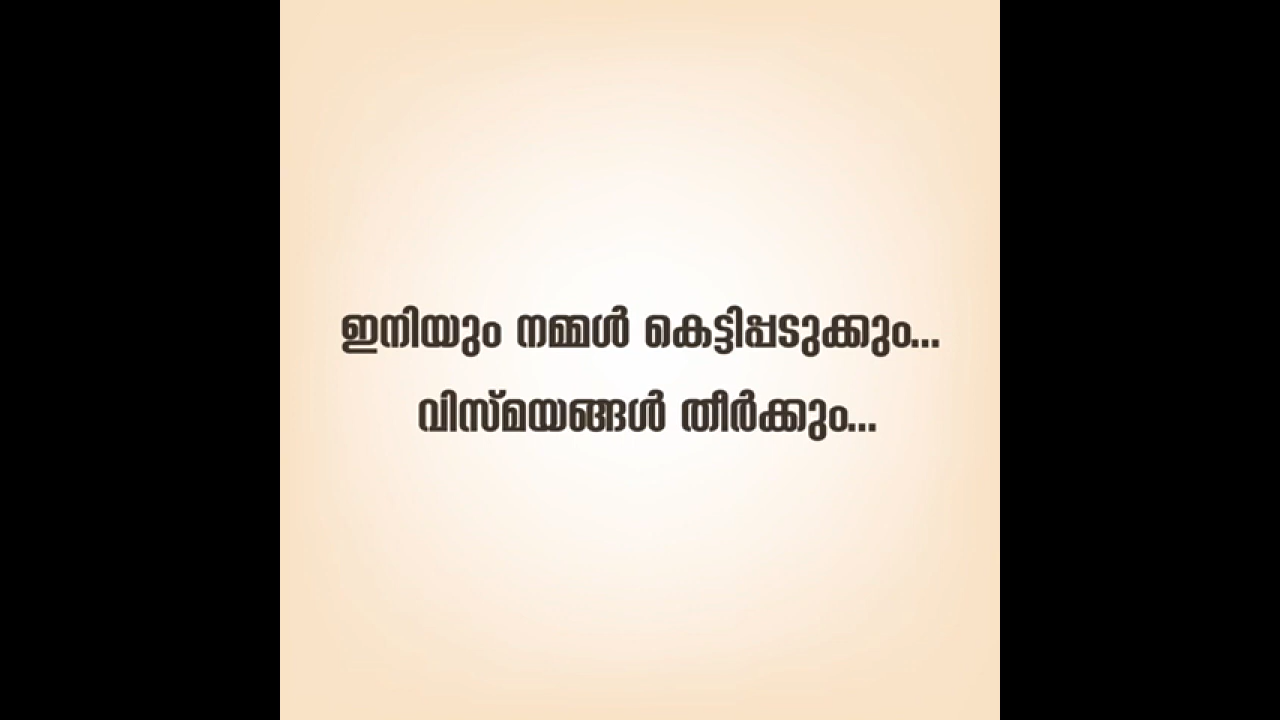 ഇനിയും നമ്മൾ കെട്ടിപ്പടുക്കും...
വിസ്മയങ്ങൾ തീർക്കും...